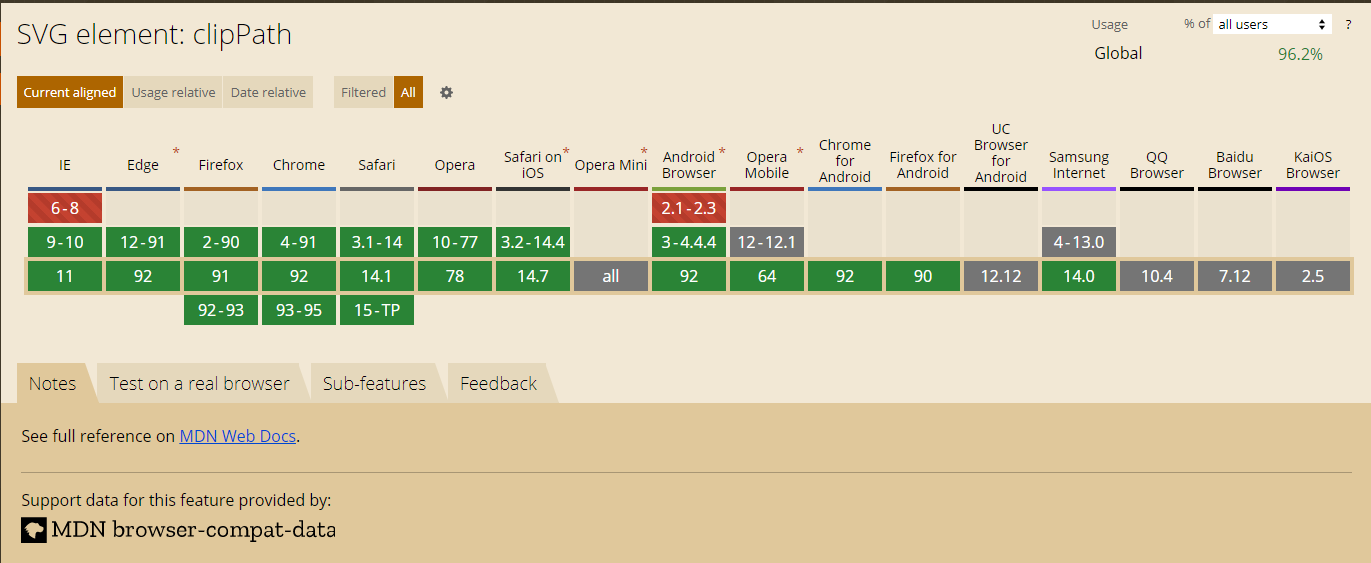 SVG element: clipPath
Usage % of all users ?
Global 96.2%
Current aligned Usage relative Date relative Filtered All
IE Edge * Firefox Chrome Safari Opera Safari on iOS * Opera Mini * Android Browser * Opera Mobile * Chrome for Android Firefox for Android UC Browser for Android Samsung Internet QQ Browser Baidu Browser KaiOS Browser
6-8 2.1-2.3
9-10 12-91 2-90 4-91 3.1-14 10-77 3.2-14.4 3-4.4.4 12-12.1 4-13.0
11 92 91 92 14.1 78 14.7 all 92 64 92 90 12.12 14.0 10.4 7.12 2.5
92-93 93-95 15-TP
Notes Test on a real browser Sub-features Feedback
See full reference on MDN Web Docs.
Support data for this feature provided by:
MDN browser-compat-data